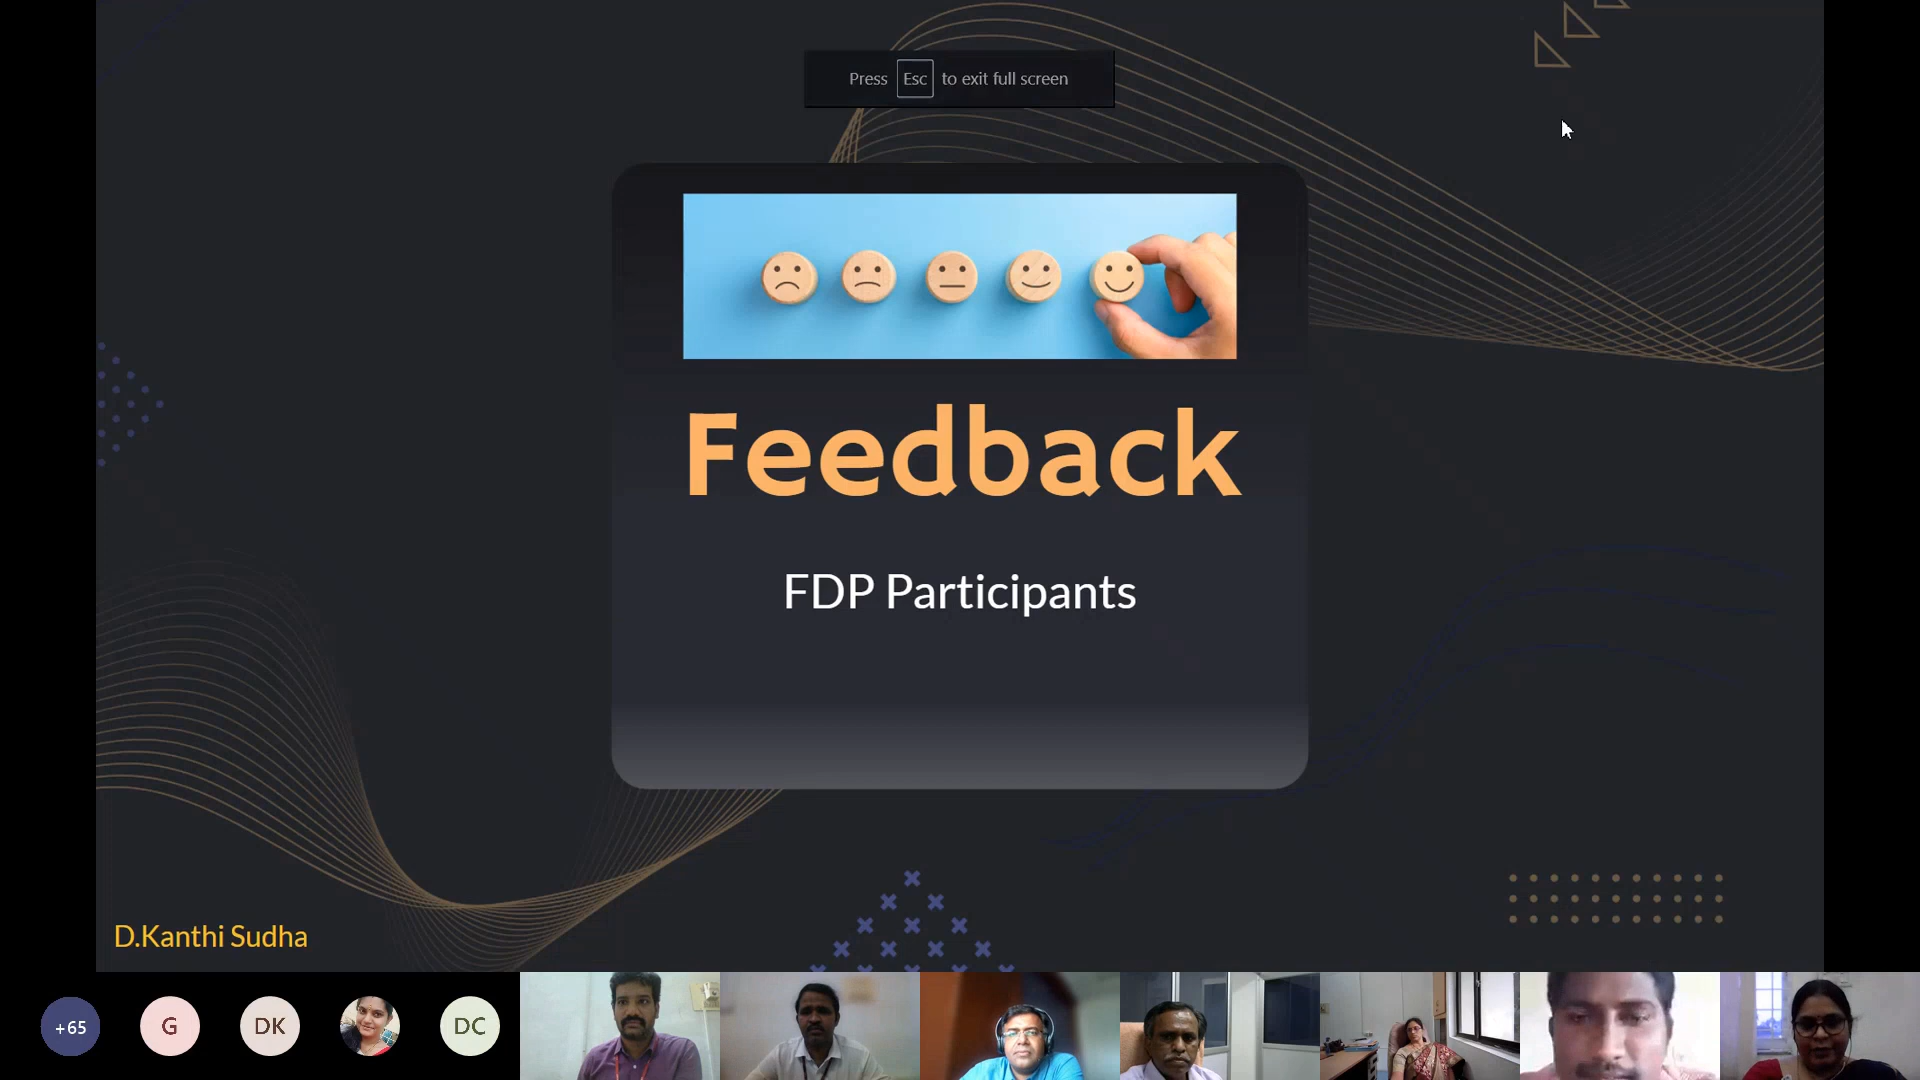 Press Esc to exit full screen
Feedback
FDP Participants
D.Kanthi Sudha
+65
G
DK
DC